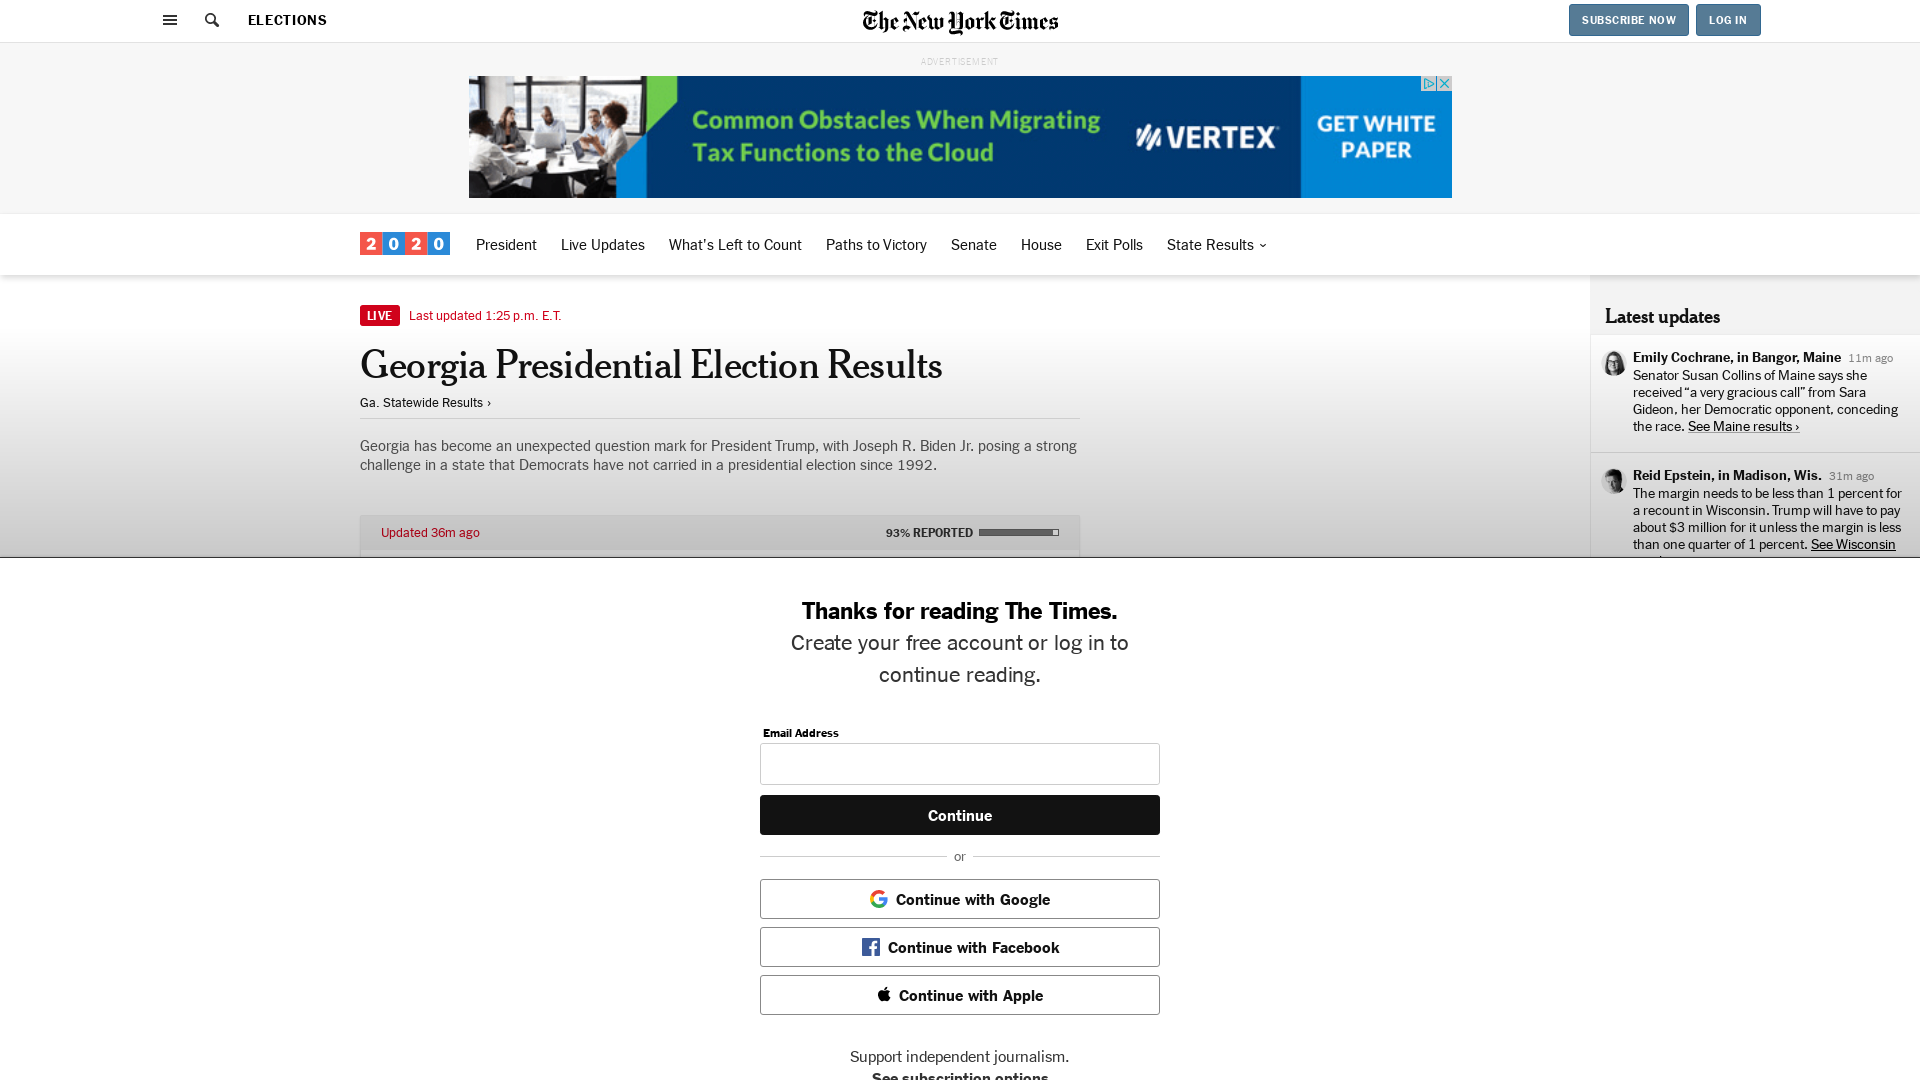 ELECTIONS
The New York Times
SUBSCRIBE NOW
LOG IN
ADVERTISEMENT
Common Obstacles When Migrating
Tax Functions to the Cloud
VERTEX
GET WHITE
PAPER
2020
President
Live Updates
What's Left to Count
Paths to Victory
Senate
House
Exit Polls
State Results
LIVE
Last updated 1:25 p.m. E.T.
Georgia Presidential Election Results
Ga. Statewide Results ›
Georgia has become an unexpected question mark for President Trump, with Joseph R. Biden Jr. posing a strong
challenge in a state that Democrats have not carried in a presidential election since 1992.
Updated 36m ago
93% REPORTED
Latest updates
Emily Cochrane, in Bangor, Maine 11m ago
Senator Susan Collins of Maine says she
received “a very gracious call” from Sara
Gideon, her Democratic opponent, conceding
the race. See Maine results ›
Reid Epstein, in Madison, Wis. 31m ago
The margin needs to be less than 1 percent for
a recount in Wisconsin. Trump will have to pay
about $3 million for it unless the margin is less
than one quarter of 1 percent. See Wisconsin
Thanks for reading The Times.
Create your free account or log in to
continue reading.
Email Address
Continue
or
Continue with Google
Continue with Facebook
Continue with Apple
Support independent journalism.
See subscription options